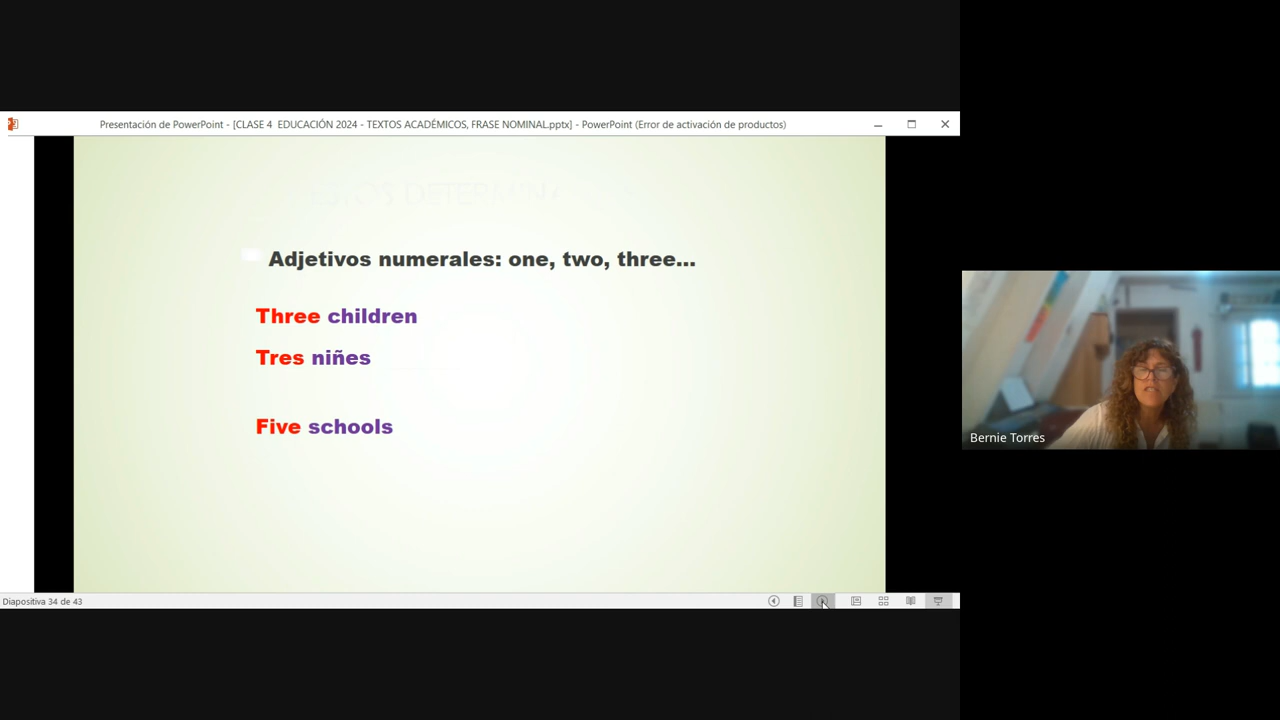 Presentación de PowerPoint - [CLASE 4 EDUCACIÓN 2024 - TEXTOS ACADÉMICOS, FRASE NOMINAL.pptx] - PowerPoint (Error de activación de productos)
Adjetivos numerales: one, two, three...
Three children
Tres niñes
Five schools
Bernie Torres
Diapositiva 34 de 43